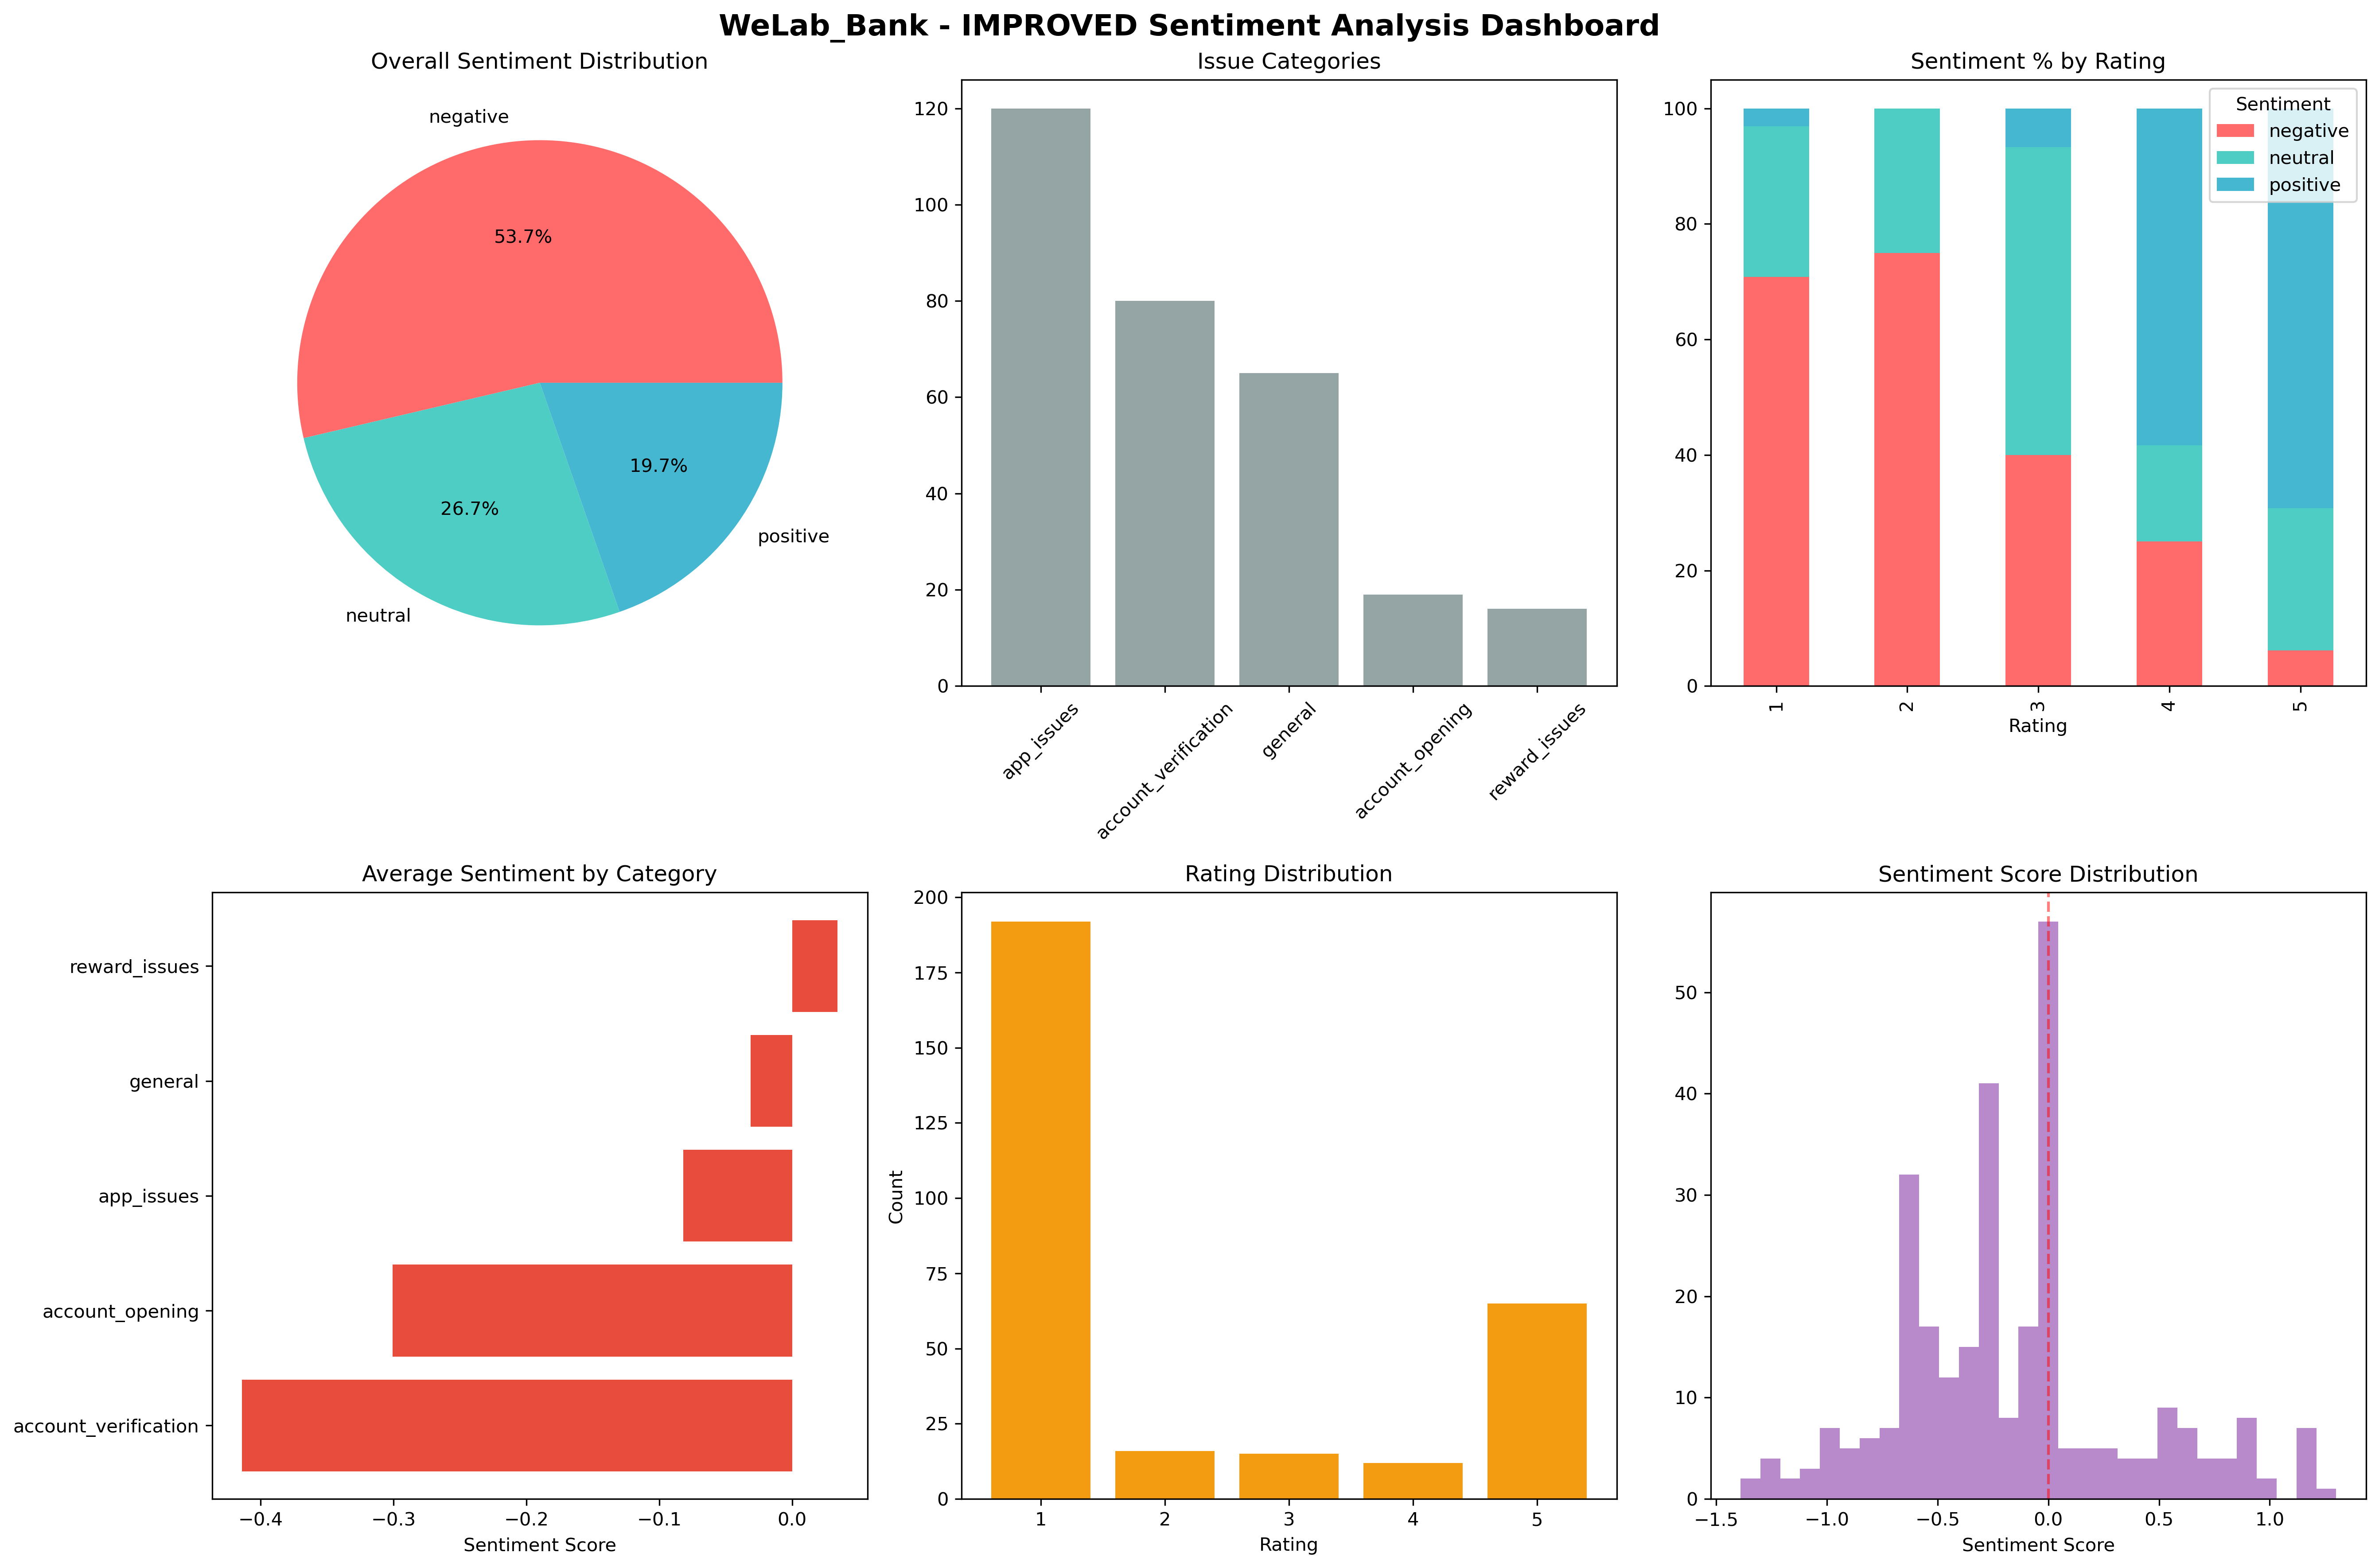 WeLab_Bank - IMPROVED Sentiment Analysis Dashboard
Overall Sentiment Distribution
negative
53.7%
19.7%
26.7%
positive
neutral
Issue Categories
120
100
80
60
40
20
0
app_issues
account_verification
general
account_opening
reward_issues
Sentiment % by Rating
Sentiment
negative
neutral
positive
100
80
60
40
20
0
1
2
3
4
5
Rating
Average Sentiment by Category
reward_issues
general
app_issues
account_opening
account_verification
−0.4
−0.3
−0.2
−0.1
0.0
Sentiment Score
Rating Distribution
200
175
150
125
100
75
50
25
0
Count
1
2
3
4
5
Rating
Sentiment Score Distribution
50
40
30
20
10
0
−1.5
−1.0
−0.5
0.0
0.5
1.0
Sentiment Score